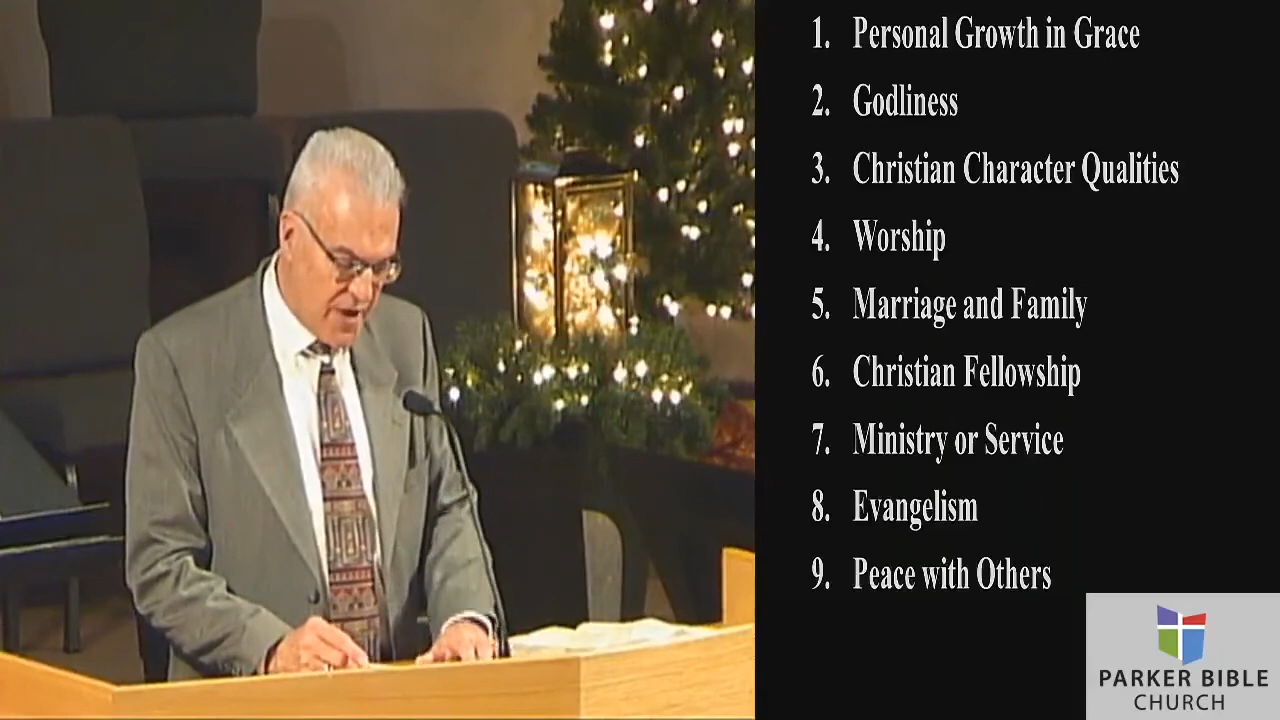 1. Personal Growth in Grace
2. Godliness
3. Christian Character Qualities
4. Worship
5. Marriage and Family
6. Christian Fellowship
7. Ministry or Service
8. Evangelism
9. Peace with Others
PARKER BIBLE
CHURCH